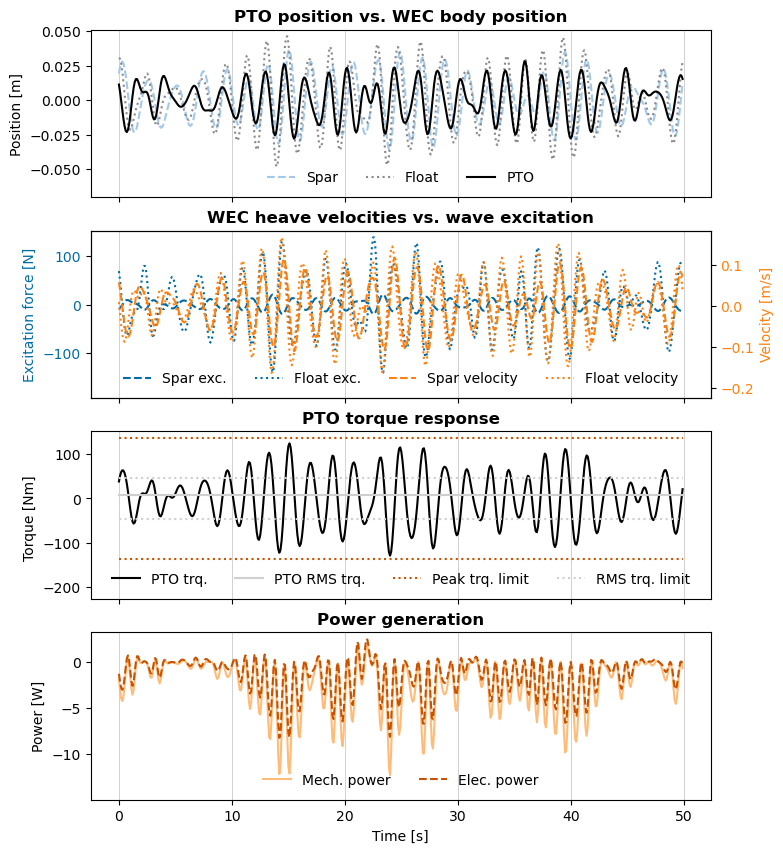 PTO position vs. WEC body position
0.050
0.025
0.000
−0.025
−0.050
Position [m]
Spar Float PTO
WEC heave velocities vs. wave excitation
100
0
−100
Excitation force [N]
0.1
0.0
−0.1
−0.2
Velocity [m/s]
Spar exc. Float exc. Spar velocity Float velocity
PTO torque response
100
0
−100
−200
Torque [Nm]
PTO trq. PTO RMS trq. Peak trq. limit RMS trq. limit
Power generation
0
−5
−10
Power [W]
Mech. power Elec. power
0 10 20 30 40 50
Time [s]